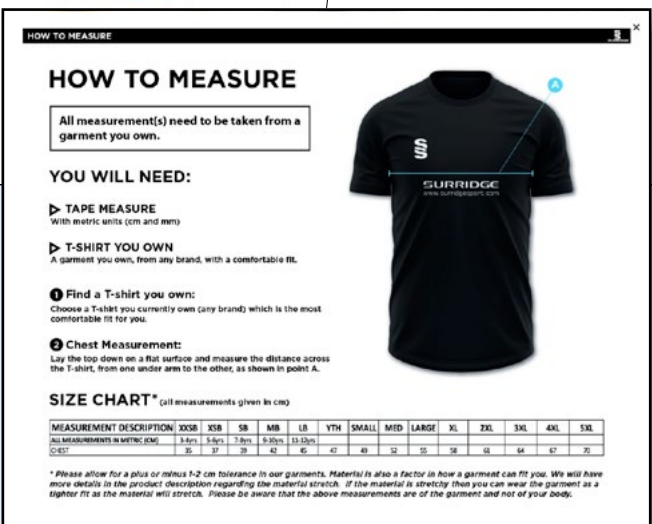 HOW TO MEASURE
HOW TO MEASURE
All measurement(s) need to be taken from a
garment you own.
YOU WILL NEED:
TAPE MEASURE
With metric units (cm and mm)
T-SHIRT YOU OWN
A garment you own, from any brand, with a comfortable fit.
1 Find a T-shirt you own:
Choose a T-shirt you currently own (any brand) which is the most
comfortable fit for you.
2 Chest Measurement:
Lay the top down on a flat surface and measure the distance across
the T-shirt, from one under arm to the other, as shown in point A.
A
SURRIDGE
www.surridgesport.com
SIZE CHART* (all measurements given in cm)
MEASUREMENT DESCRIPTION XXSB XSB SB MB LB YTH SMALL MED LARGE XL 2XL 3XL 4XL 5XL
ALL MEASUREMENTS IN METRIC (CM) 3-4yrs 5-6yrs 7-8yrs 9-10yrs 11-12yrs
CHEST 35 37 39 42 45 47 49 52 55 58 61 64 67 70
* Please allow for a plus or minus 1-2 cm tolerance in our garments. Material is also a factor in how a garment can fit you. We will have
more details in the product description regarding the material stretch. If the material is stretchy then you can wear the garment as a
tighter fit as the material will stretch. Please be aware that the above measurements are of the garment and not of your body.